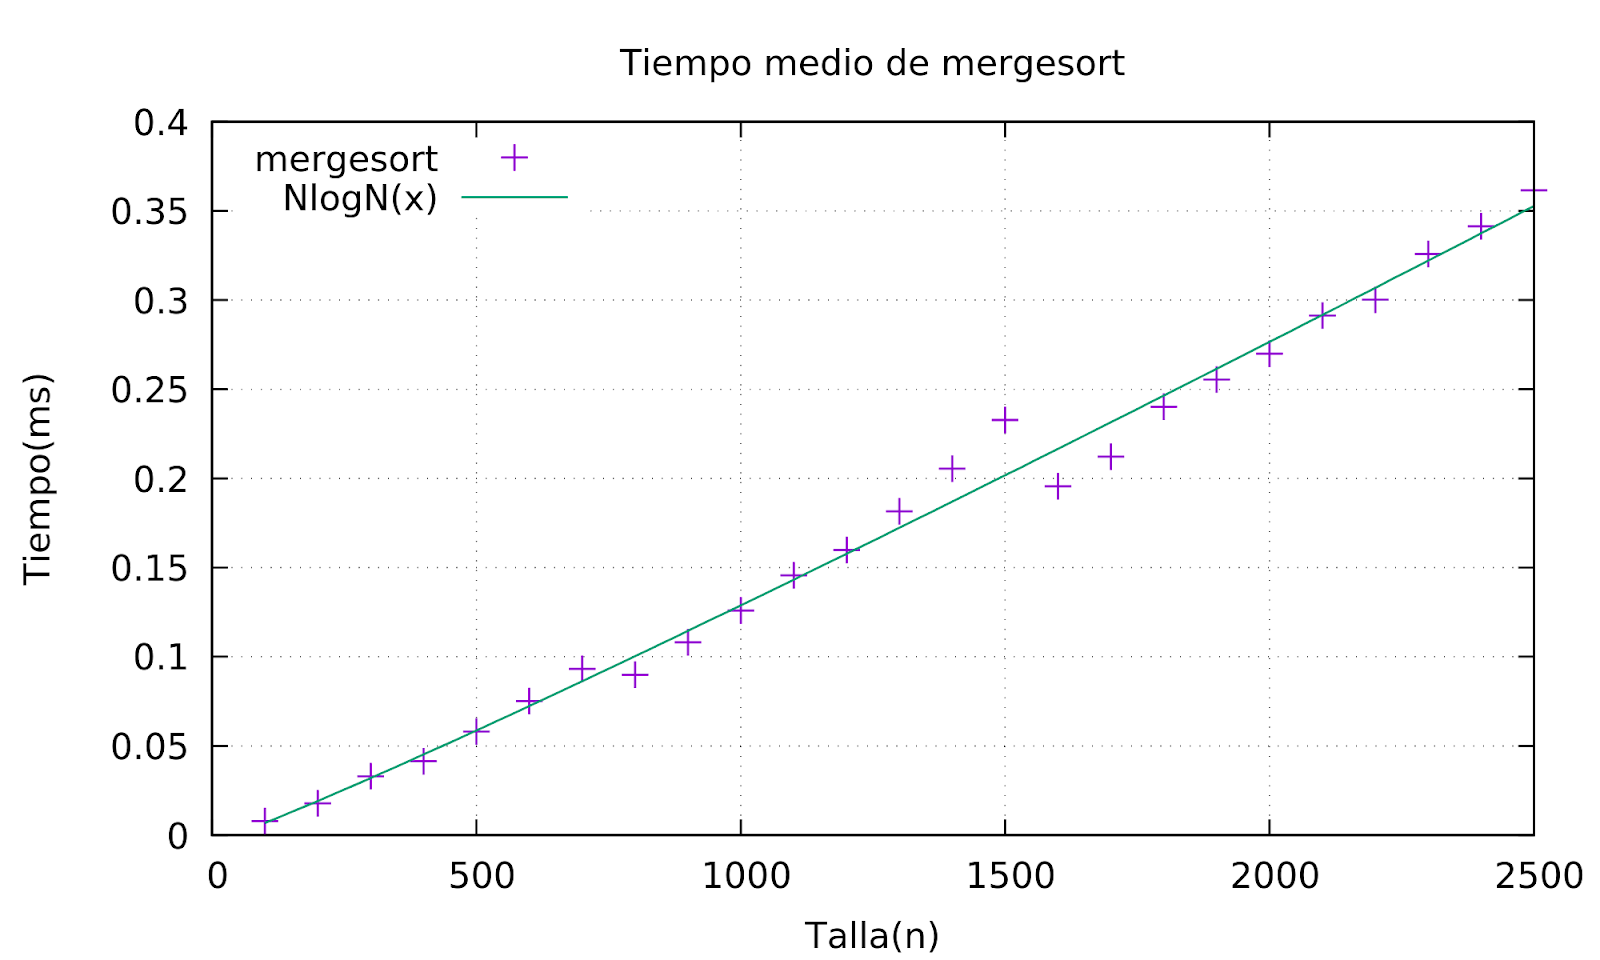 Tiempo medio de mergesort
mergesort
NlogN(x)
0.4
0.35
0.3
0.25
0.2
0.15
0.1
0.05
0
Tiempo(ms)
0 500 1000 1500 2000 2500
Talla(n)